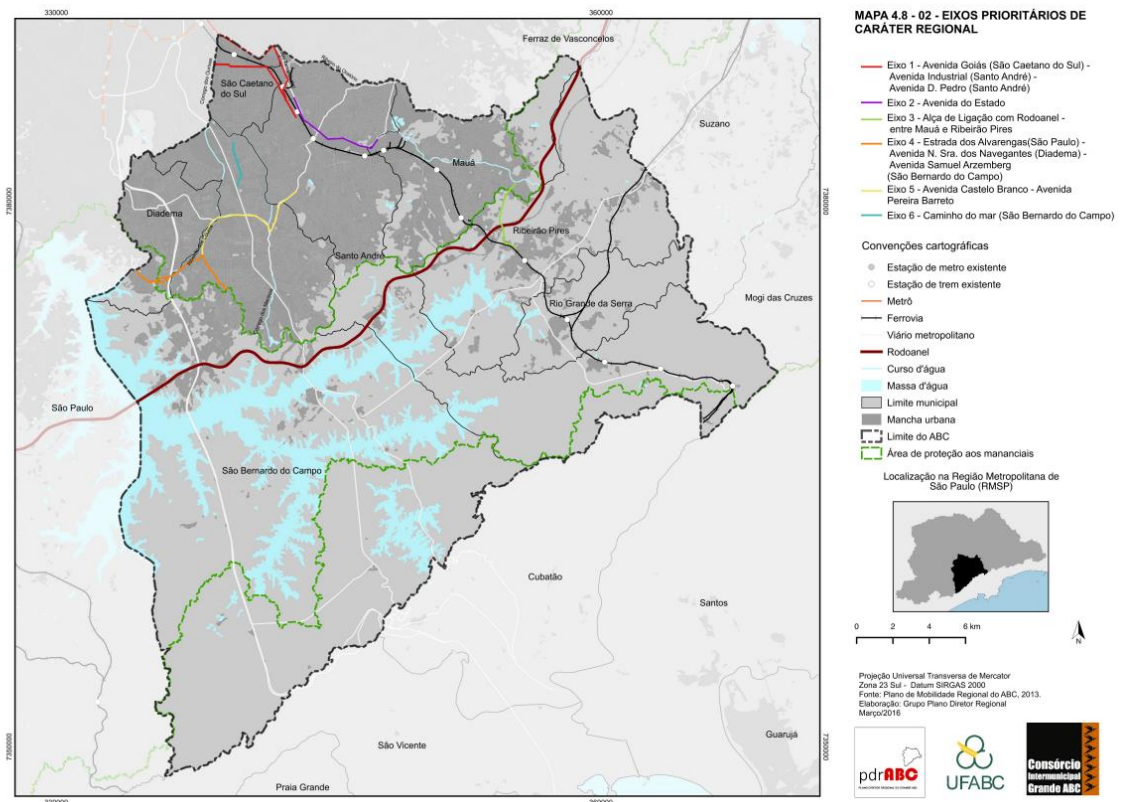 330000
360000
Ferraz de Vasconcelos
São Caetano
do Sul
Suzano
Mauá
7380000
7380000
Diadema
Ribeirão Pires
Santo André
Rio Grande da Serra
Mogi das Cruzes
São Paulo
São Bernardo do Campo
Cubatão
Santos
7350000
7350000
Guarujá
São Vicente
Praia Grande
330000
360000
MAPA 4.8 - 02 - EIXOS PRIORITÁRIOS DE
CARÁTER REGIONAL
Eixo 1 - Avenida Goiás (São Caetano do Sul) -
Avenida Industrial (Santo André) -
Avenida D. Pedro (Santo André)
Eixo 2 - Avenida do Estado
Eixo 3 - Alça de Ligação com Rodoanel -
entre Mauá e Ribeirão Pires
Eixo 4 - Estrada dos Alvarengas(São Paulo) -
Avenida N. Sra. dos Navegantes (Diadema) -
Avenida Samuel Arzemberg
(São Bernardo do Campo)
Eixo 5 - Avenida Castelo Branco - Avenida
Pereira Barreto
Eixo 6 - Caminho do mar (São Bernardo do Campo)
Convenções cartográficas
Estação de metro existente
Estação de trem existente
Metrô
Ferrovia
Viário metropolitano
Rodoanel
Curso d'água
Massa d'água
Limite municipal
Mancha urbana
Limite do ABC
Área de proteção aos mananciais
Localização na Região Metropolitana de
São Paulo (RMSP)
0 2 4 6 km
N
Projeção Universal Transversa de Mercator
Zona 23 Sul - Datum SIRGAS 2000
Fonte: Plano de Mobilidade Regional do ABC, 2013.
Elaboração: Grupo Plano Diretor Regional
Março/2016
pdrABC
PLANO DIRETOR REGIONAL DO GRANDE ABC
UFABC
Consórcio
Intermunicipal
Grande ABC